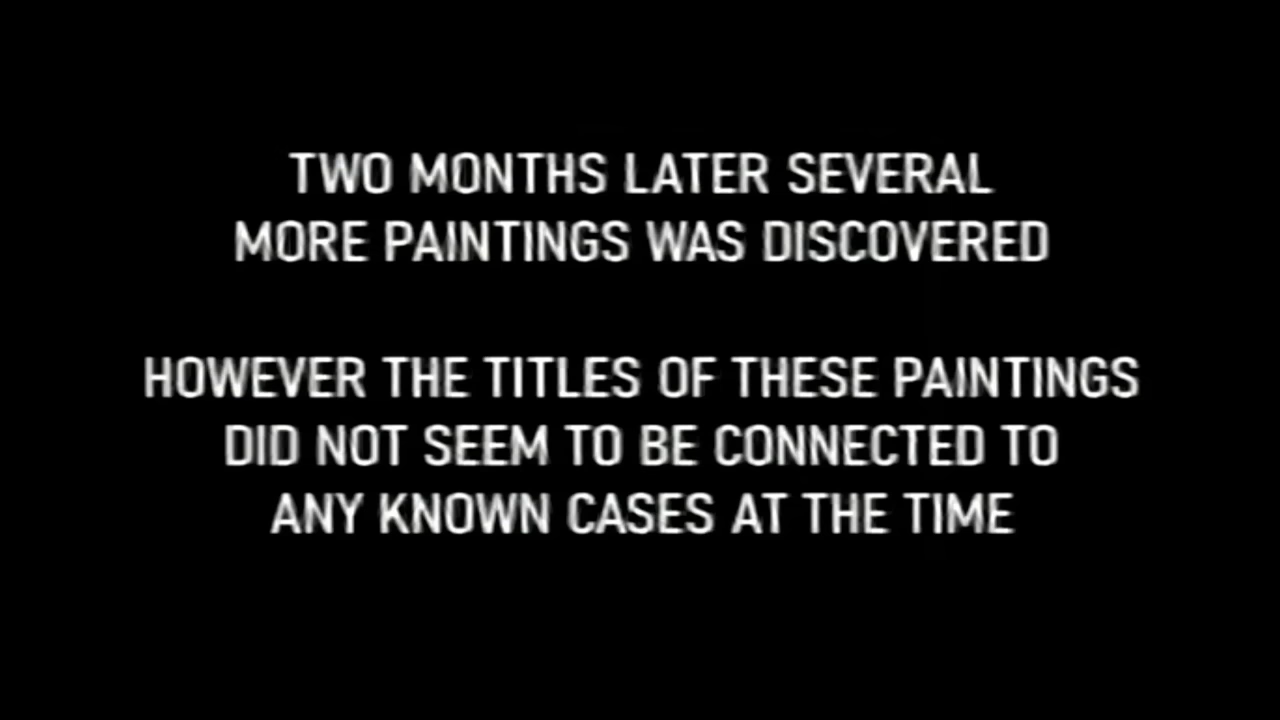 TWO MONTHS LATER SEVERAL
MORE PAINTINGS WAS DISCOVERED
HOWEVER THE TITLES OF THESE PAINTINGS
DID NOT SEEM TO BE CONNECTED TO
ANY KNOWN CASES AT THE TIME